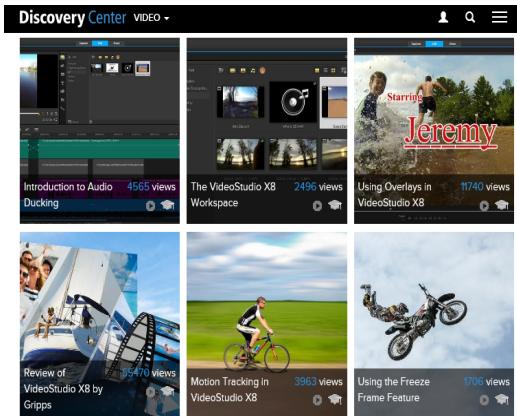 Discovery Center VIDEO
Introduction to Audio 4565 views
Ducking
The VideoStudio X8 2496 views
Workspace
Starring
Jeremy
Using Overlays in 11740 views
VideoStudio X8
Review of 55470 views
VideoStudio X8 by
Gripps
Motion Tracking in 3963 views
VideoStudio X8
Using the Freeze 1706 views
Frame Feature